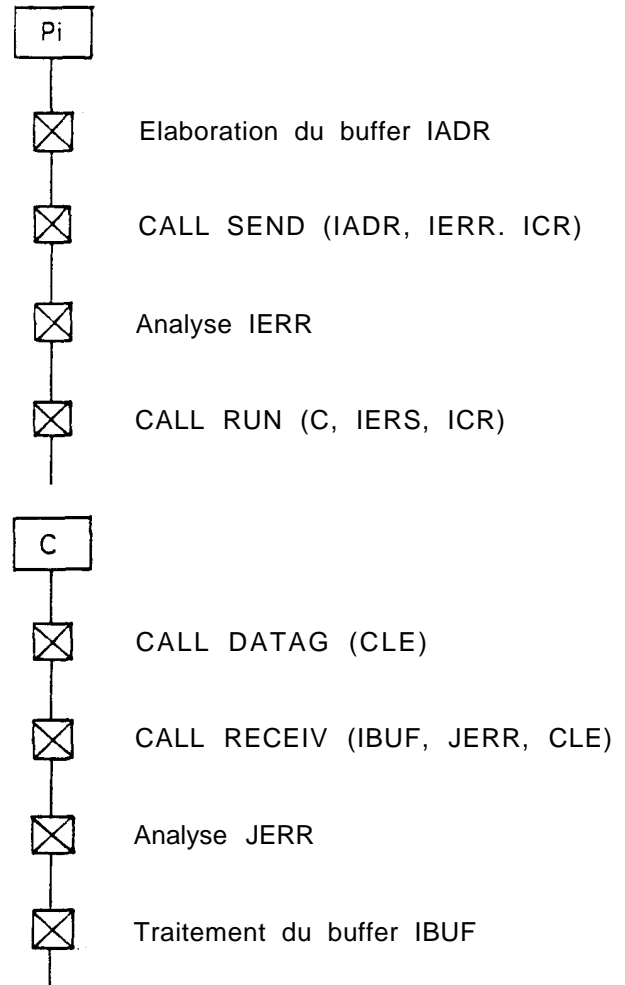 Pi
Elaboration du buffer IADR
CALL SEND (IADR, IERR. ICR)
Analyse IERR
CALL RUN (C, IERS, ICR)
C
CALL DATAG (CLE)
CALL RECEIV (IBUF, JERR, CLE)
Analyse JERR
Traitement du buffer IBUF